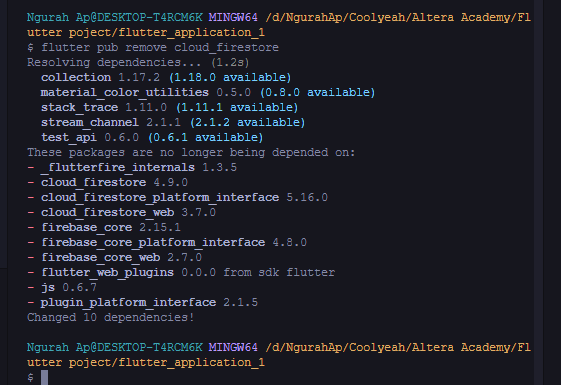 Ngurah Ap@DESKTOP-T4RCM6K MINGW64 /d/NgurahAp/Coolyeah/Altera Academy/Fl
utter poject/flutter_application_1
$ flutter pub remove cloud_firestore
Resolving dependencies... (1.2s)
  collection 1.17.2 (1.18.0 available)
  material_color_utilities 0.5.0 (0.8.0 available)
  stack_trace 1.11.0 (1.11.1 available)
  stream_channel 2.1.1 (2.1.2 available)
  test_api 0.6.0 (0.6.1 available)
These packages are no longer being depended on:
- _flutterfire_internals 1.3.5
- cloud_firestore 4.9.0
- cloud_firestore_platform_interface 5.16.0
- cloud_firestore_web 3.7.0
- firebase_core 2.15.1
- firebase_core_platform_interface 4.8.0
- firebase_core_web 2.7.0
- flutter_web_plugins 0.0.0 from sdk flutter
- js 0.6.7
- plugin_platform_interface 2.1.5
Changed 10 dependencies!
Ngurah Ap@DESKTOP-T4RCM6K MINGW64 /d/NgurahAp/Coolyeah/Altera Academy/Fl
utter poject/flutter_application_1
$